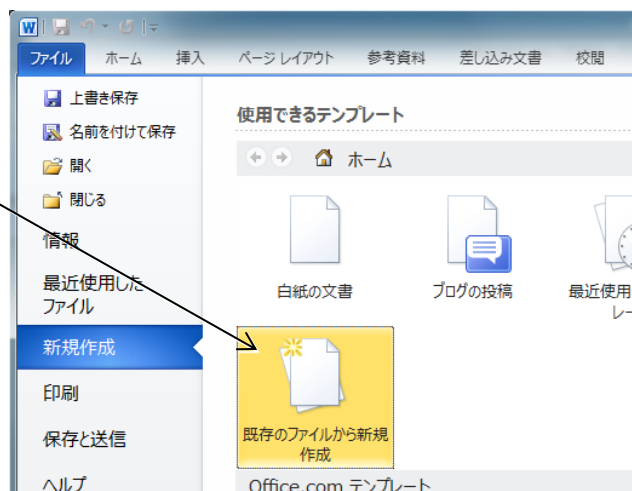 ファイル ホーム 挿入 ページ レイアウト 参考資料 差し込み文書 校閲
上書き保存
名前を付けて保存
開く
閉じる
情報
最近使用した
ファイル
新規作成
印刷
保存と送信
ヘルプ
使用できるテンプレート
ホーム
白紙の文書
ブログの投稿
最近使用
レー
既存のファイルから新規
作成
Office.com テンプレート